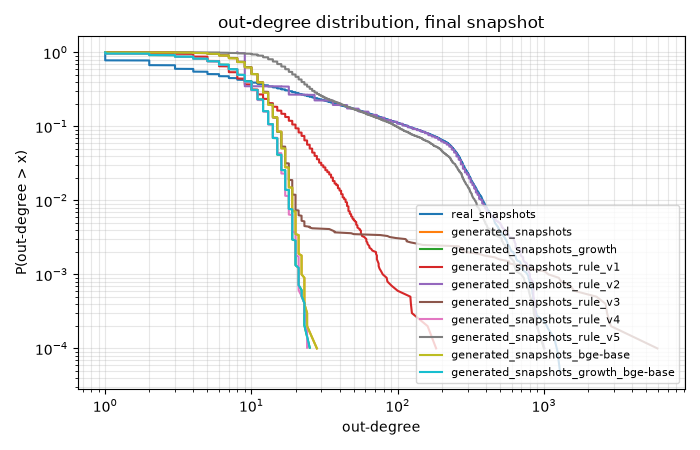 out-degree distribution, final snapshot
P(out-degree > x)
10⁰
10⁻¹
10⁻²
10⁻³
10⁻⁴
real_snapshots
generated_snapshots
generated_snapshots_growth
generated_snapshots_rule_v1
generated_snapshots_rule_v2
generated_snapshots_rule_v3
generated_snapshots_rule_v4
generated_snapshots_rule_v5
generated_snapshots_bge-base
generated_snapshots_growth_bge-base
10⁰ 10¹ 10² 10³
out-degree